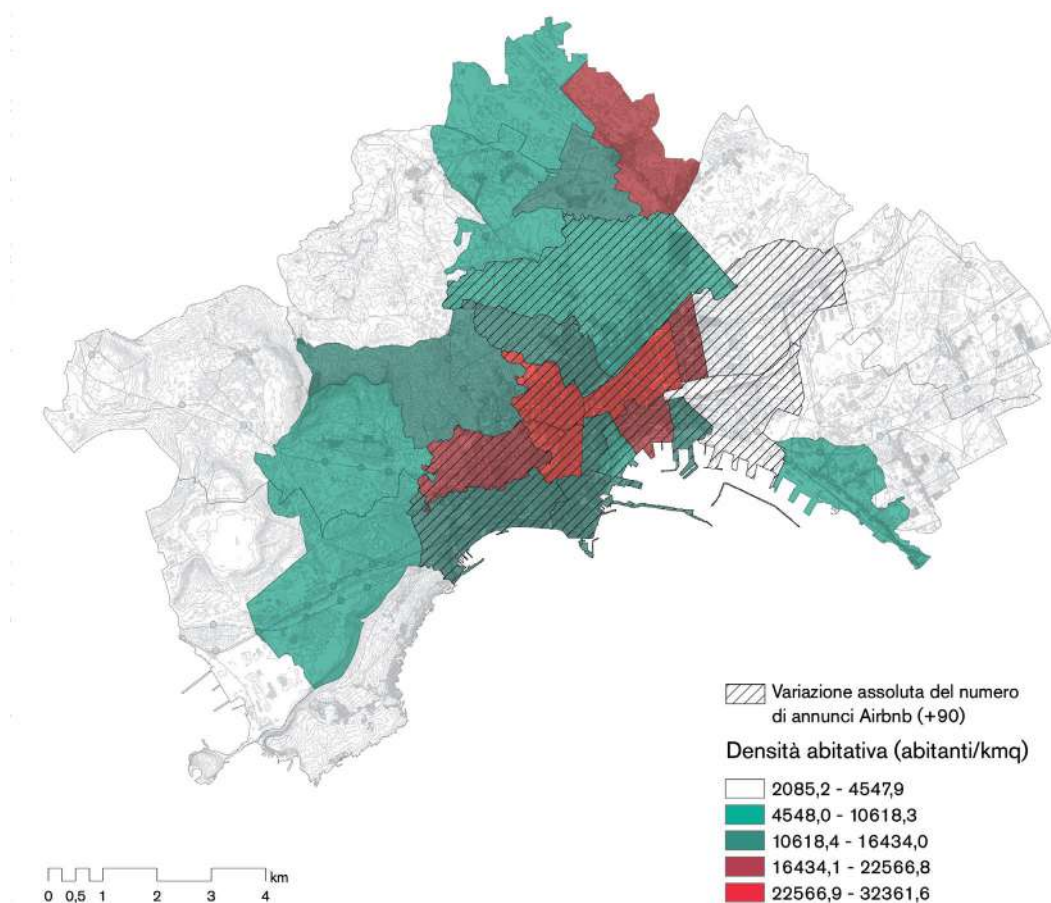 Variazione assoluta del numero
di annunci Airbnb (+90)
Densità abitativa (abitanti/kmq)
2085,2 - 4547,9
4548,0 - 10618,3
10618,4 - 16434,0
16434,1 - 22566,8
22566,9 - 32361,6
km
0 0,5 1 2 3 4